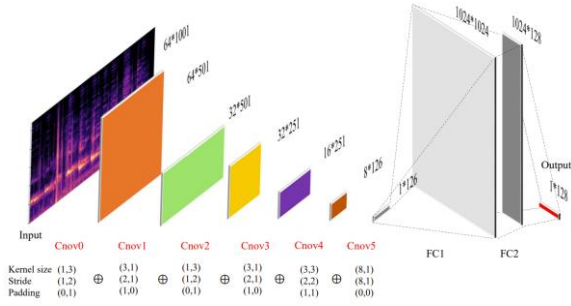 64*1001
64*501
32*501
32*251
16*251
8*126
1*126
1024*1024
1024*128
Output
1*128
Input
FC1
FC2
Cnov0 Cnov1 Cnov2 Cnov3 Cnov4 Cnov5
Kernel size (1,3) (3,1) (1,3) (3,1) (3,3) (8,1)
Stride (1,2) ⊕ (2,1) ⊕ (1,2) ⊕ (2,1) ⊕ (2,2) ⊕ (8,1)
Padding (0,1) (1,0) (0,1) (1,0) (1,1) (0,0)